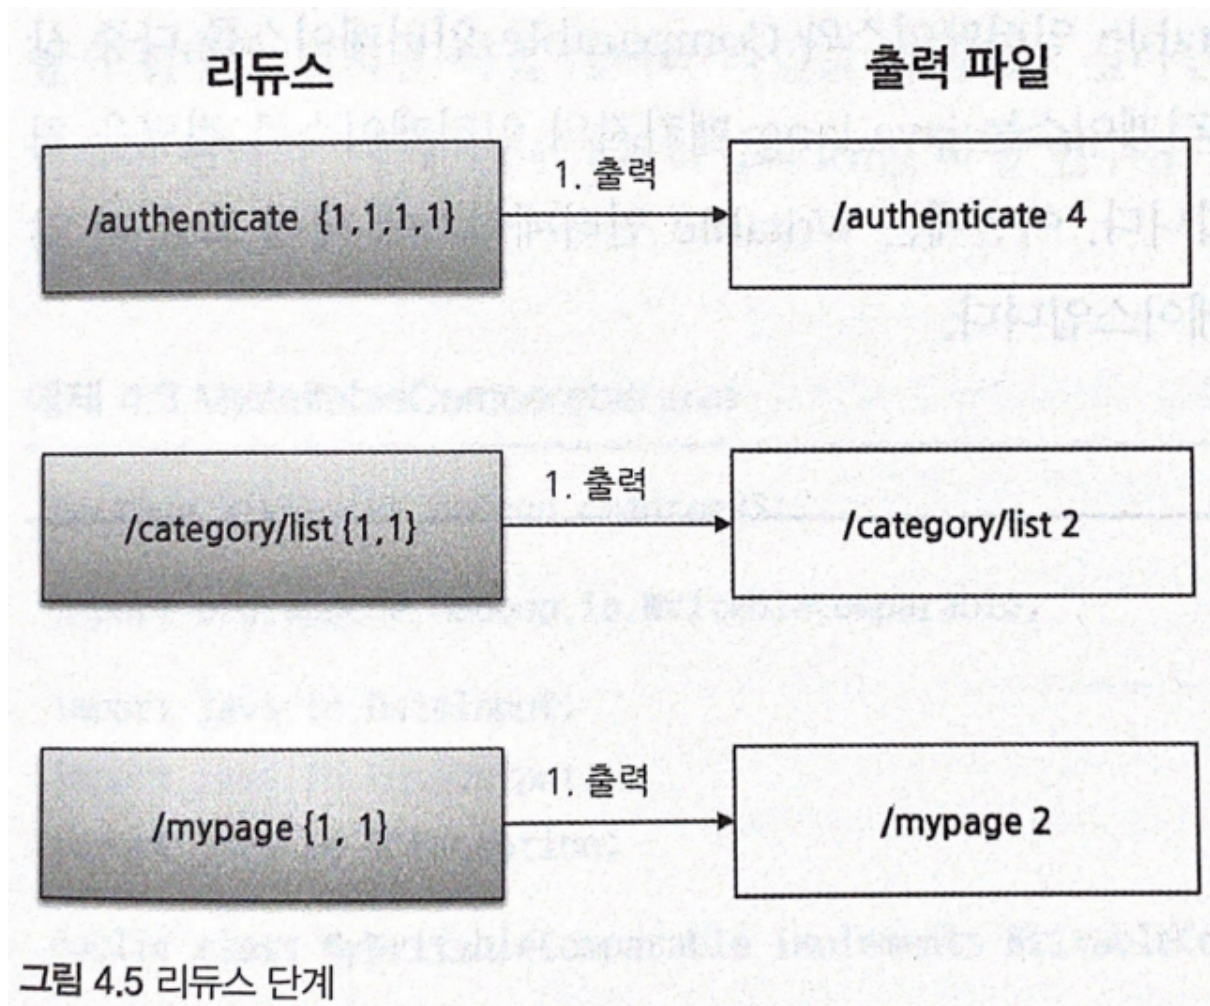 리듀스
출력 파일
/authenticate {1,1,1,1}
1. 출력
/authenticate 4
/category/list {1,1}
1. 출력
/category/list 2
/mypage {1, 1}
1. 출력
/mypage 2
그림 4.5 리듀스 단계